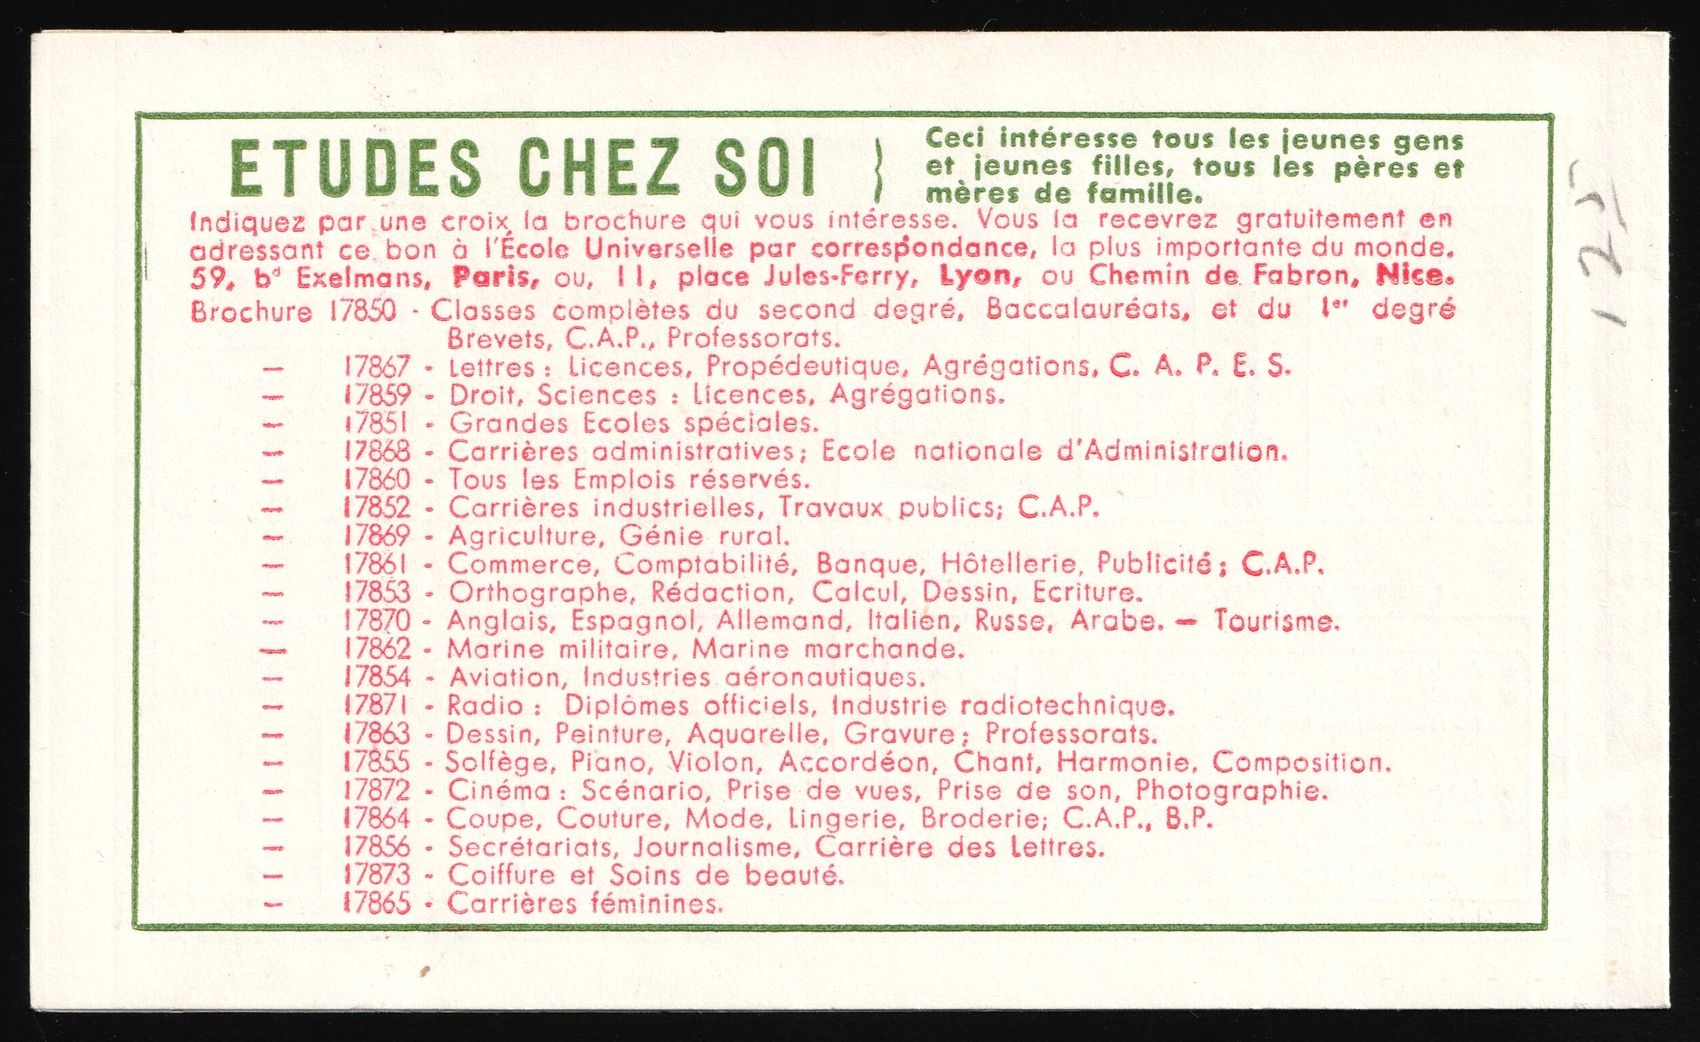 ETUDES CHEZ SOI
Ceci intéresse tous les jeunes gens
et jeunes filles, tous les pères et
mères de famille.
Indiquez par une croix la brochure qui vous intéresse. Vous la recevrez gratuitement en
adressant ce bon à l'École Universelle par correspondance, la plus importante du monde.
59, bd Exelmans, Paris, ou, 11, place Jules-Ferry, Lyon, ou Chemin de Fabron, Nice.
Brochure 17850 - Classes complètes du second degré, Baccalauréats, et du 1er degré
Brevets, C.A.P., Professorats.
— 17867 - Lettres : Licences, Propédeutique, Agrégations, C. A. P. E. S.
— 17859 - Droit, Sciences : Licences, Agrégations.
— 17851 - Grandes Ecoles spéciales.
— 17868 - Carrières administratives; Ecole nationale d'Administration.
— 17860 - Tous les Emplois réservés.
— 17852 - Carrières industrielles, Travaux publics; C.A.P.
— 17869 - Agriculture, Génie rural.
— 17861 - Commerce, Comptabilité, Banque, Hôtellerie, Publicité; C.A.P.
— 17853 - Orthographe, Rédaction, Calcul, Dessin, Ecriture.
— 17870 - Anglais, Espagnol, Allemand, Italien, Russe, Arabe. — Tourisme.
— 17862 - Marine militaire, Marine marchande.
— 17854 - Aviation, Industries aéronautiques.
— 17871 - Radio : Diplômes officiels, Industrie radiotechnique.
— 17863 - Dessin, Peinture, Aquarelle, Gravure; Professorats.
— 17855 - Solfège, Piano, Violon, Accordéon, Chant, Harmonie, Composition.
— 17872 - Cinéma : Scénario, Prise de vues, Prise de son, Photographie.
— 17864 - Coupe, Couture, Mode, Lingerie, Broderie; C.A.P., B.P.
— 17856 - Secrétariats, Journalisme, Carrière des Lettres.
— 17873 - Coiffure et Soins de beauté.
— 17865 - Carrières féminines.
125